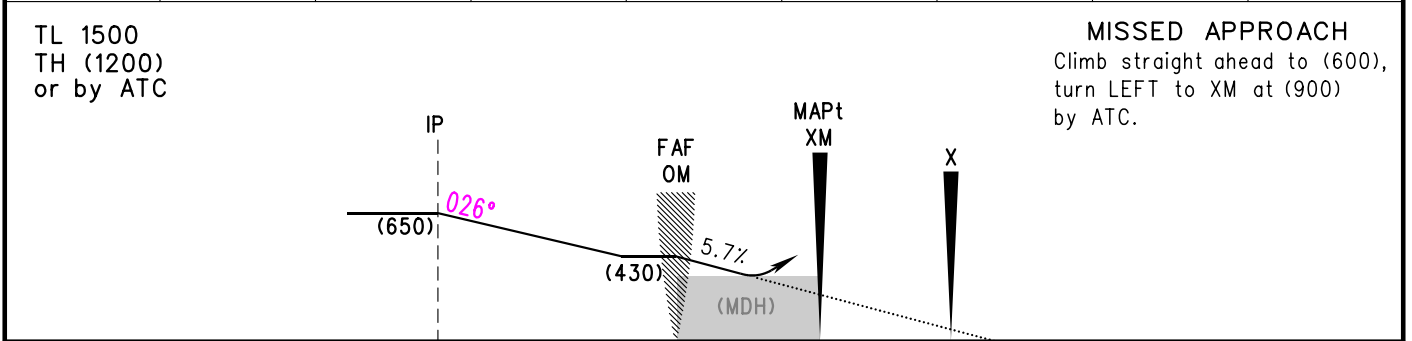 TL 1500
TH (1200)
or by ATC
MISSED APPROACH
Climb straight ahead to (600),
turn LEFT to XM at (900)
by ATC.
IP
FAF
OM
MAPt
XM
X
026°
(650)
(430)
5.7%
(MDH)